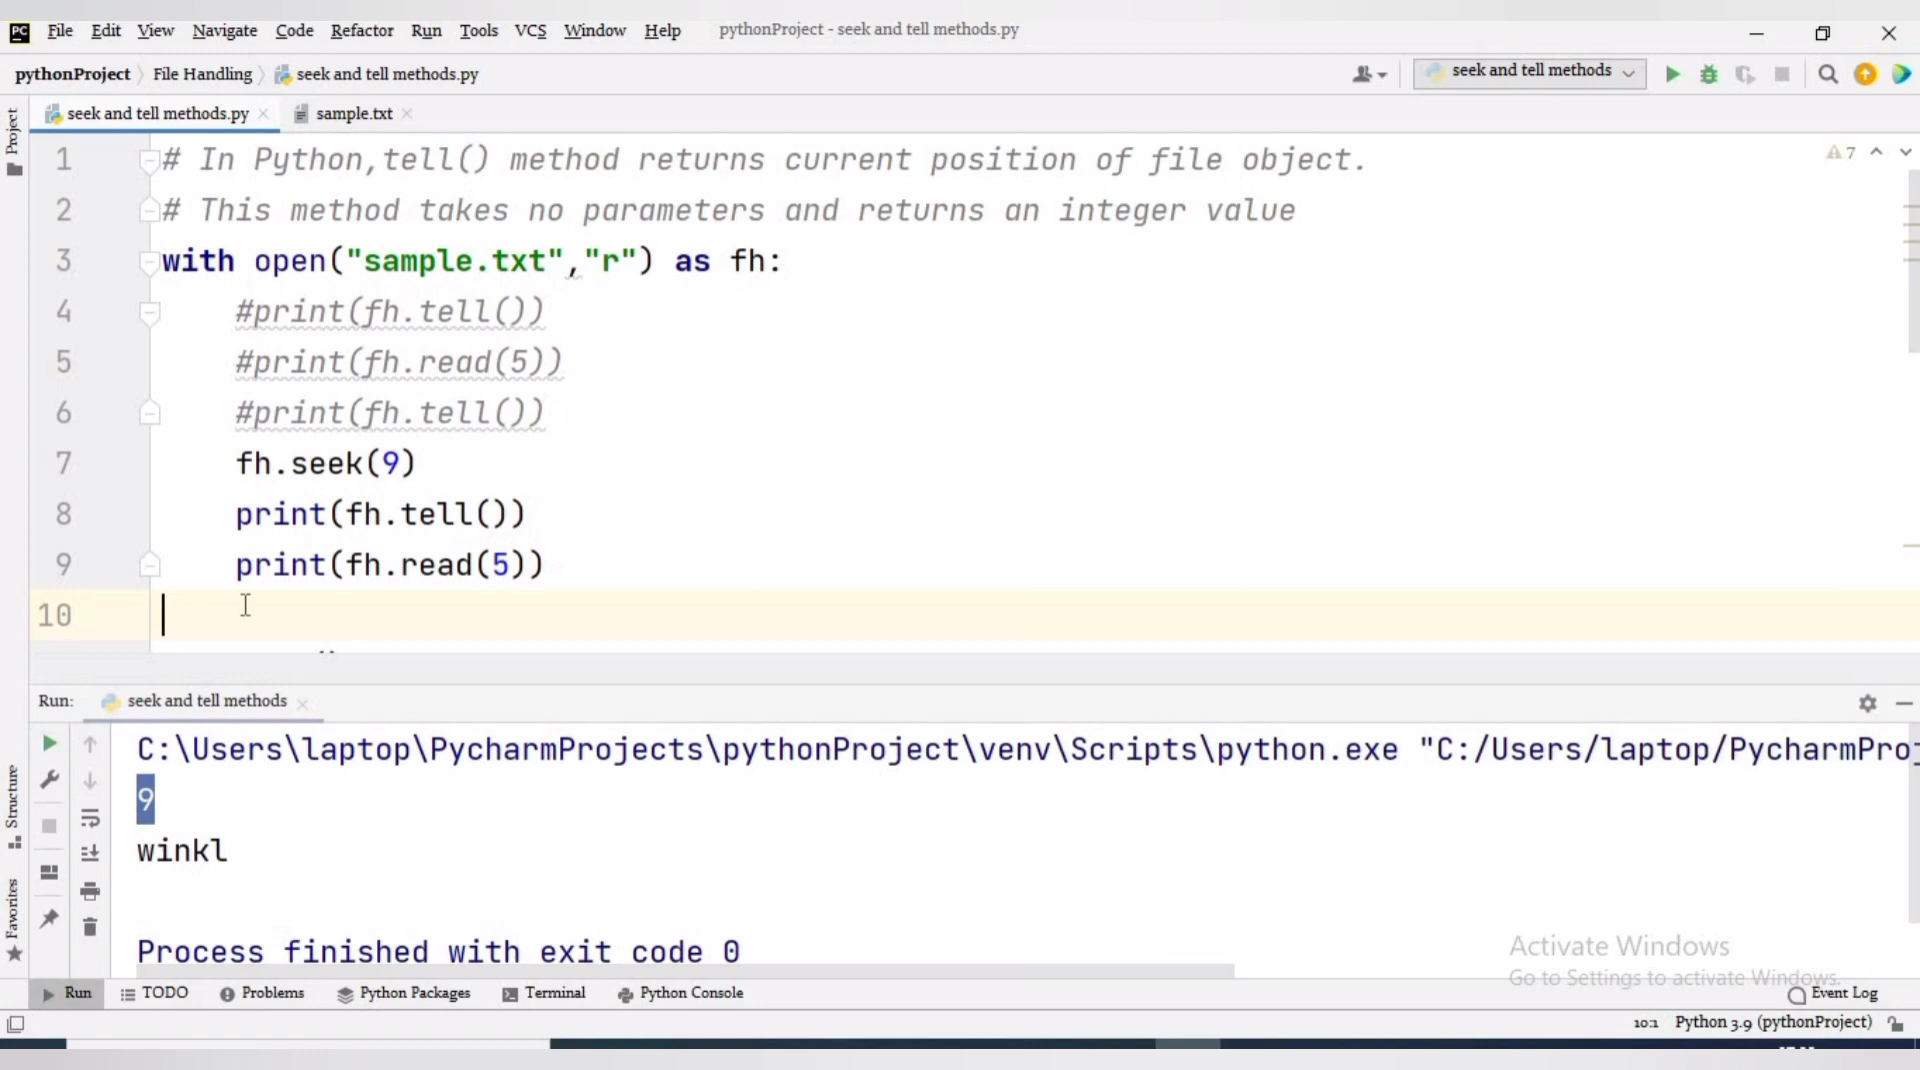 PC File Edit View Navigate Code Refactor Run Tools VCS Window Help pythonProject - seek and tell methods.py
pythonProject File Handling seek and tell methods.py seek and tell methods
seek and tell methods.py sample.txt
Project
1 # In Python,tell() method returns current position of file object. 7
2 # This method takes no parameters and returns an integer value
3 with open("sample.txt","r") as fh:
4 #print(fh.tell())
5 #print(fh.read(5))
6 #print(fh.tell())
7 fh.seek(9)
8 print(fh.tell())
9 print(fh.read(5))
10
Run: seek and tell methods
C:\Users\laptop\PycharmProjects\pythonProject\venv\Scripts\python.exe "C:/Users/laptop/PycharmPro
9
winkl
Structure
Favorites
Process finished with exit code 0
Activate Windows
Go to Settings to activate Windows.
Run TODO Problems Python Packages Terminal Python Console Event Log
10:1 Python 3.9 (pythonProject)